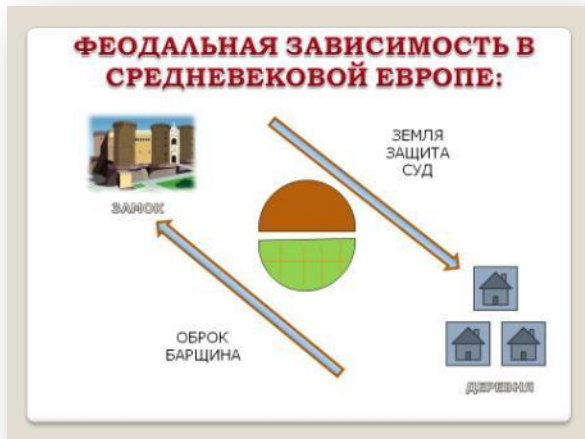 ФЕОДАЛЬНАЯ ЗАВИСИМОСТЬ В
СРЕДНЕВЕКОВОЙ ЕВРОПЕ:
ЗЕМЛЯ
ЗАЩИТА
СУД
ЗАМОК
ОБРОК
БАРЩИНА
ДЕРЕВНЯ